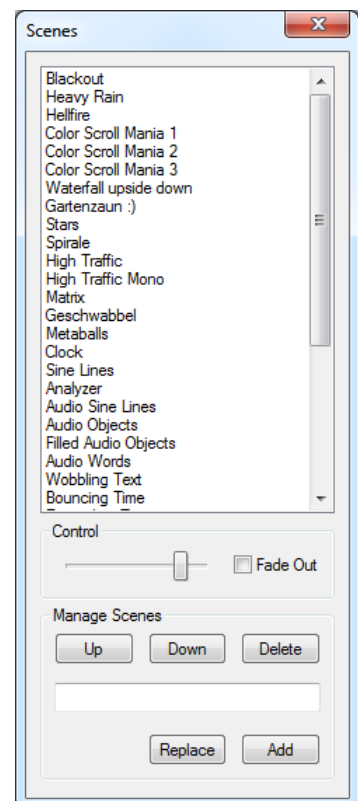 Scenes
Blackout
Heavy Rain
Hellfire
Color Scroll Mania 1
Color Scroll Mania 2
Color Scroll Mania 3
Waterfall upside down
Gartenzaun :)
Stars
Spirale
High Traffic
High Traffic Mono
Matrix
Geschwabbel
Metaballs
Clock
Sine Lines
Analyzer
Audio Sine Lines
Audio Objects
Filled Audio Objects
Audio Words
Wobbling Text
Bouncing Time
Control
Fade Out
Manage Scenes
Up Down Delete
Replace Add